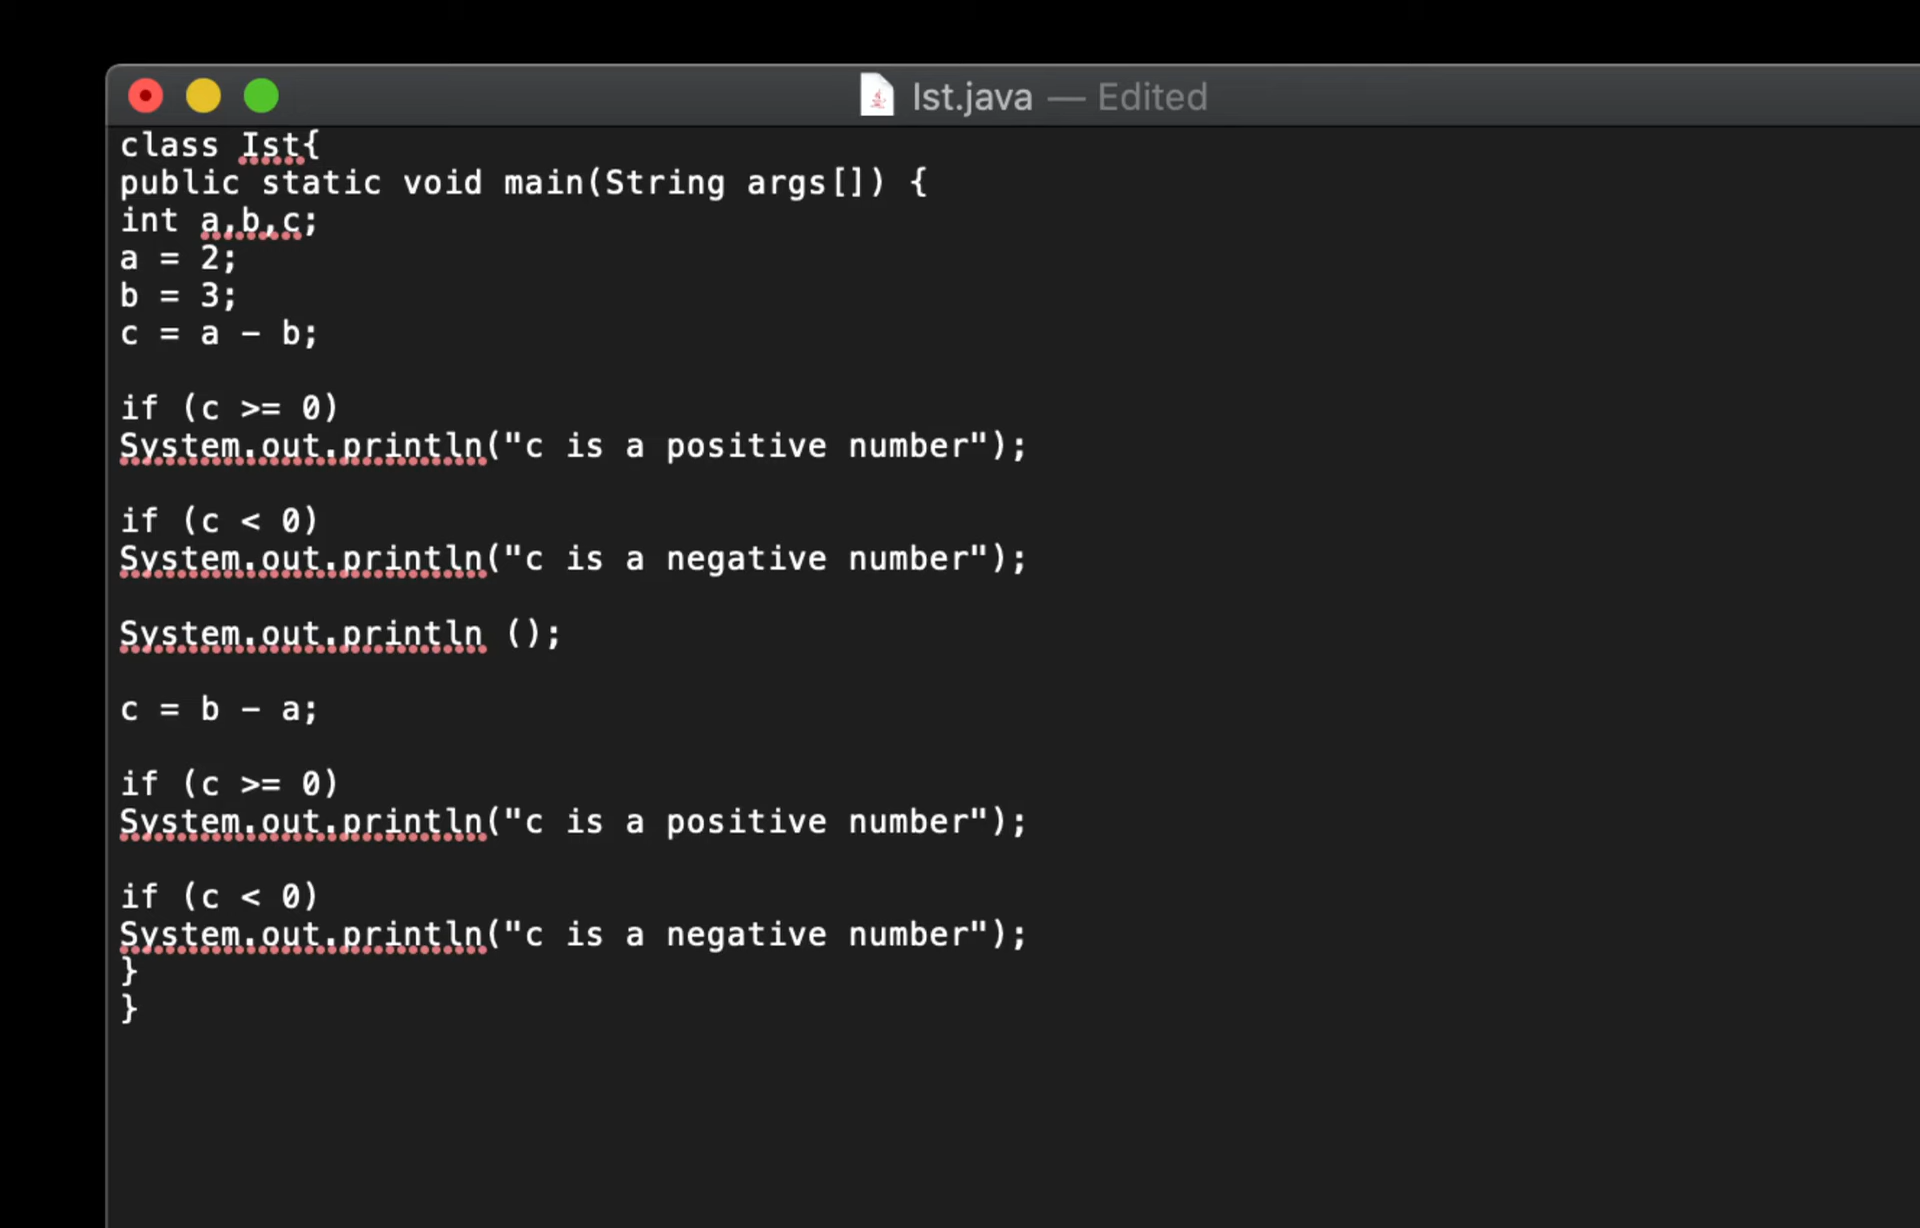 Ist.java — Edited
class Ist{
public static void main(String args[]) {
int a,b,c;
a = 2;
b = 3;
c = a - b;
if (c >= 0)
System.out.println("c is a positive number");
if (c < 0)
System.out.println("c is a negative number");
System.out.println ();
c = b - a;
if (c >= 0)
System.out.println("c is a positive number");
if (c < 0)
System.out.println("c is a negative number");
}
}